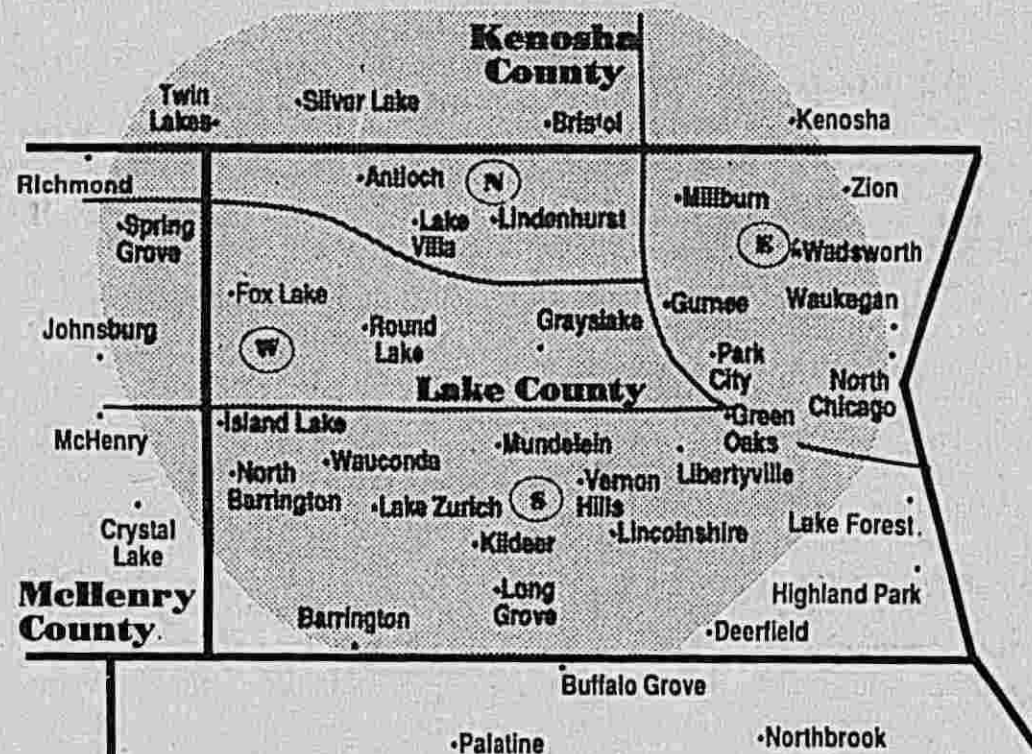 Kenosha
County
Twin
Lakes
Silver Lake
Bristol
Kenosha
Richmond
Antioch
N
Millburn
Zion
Spring
Grove
Lake
Villa
Lindenhurst
E
Wadsworth
Fox Lake
Gurnee
Waukegan
Johnsburg
W
Round
Lake
Grayslake
Park
City
North
Chicago
Lake County
Green
Oaks
McHenry
Island Lake
Mundelein
Libertyville
North
Barrington
Wauconda
Vernon
Hills
Lake Zurich
S
Crystal
Lake
Kildeer
Lincolnshire
Lake Forest
McHenry
County
Long
Grove
Highland Park
Barrington
Deerfield
Buffalo Grove
Palatine
Northbrook